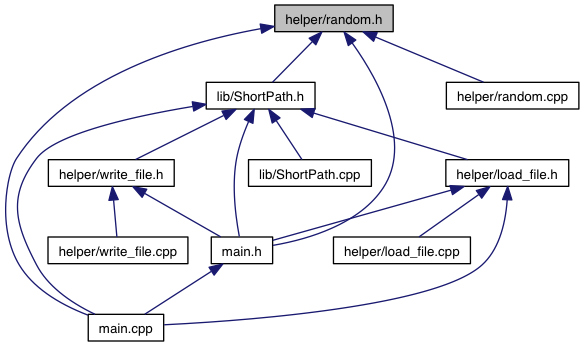 helper/random.h
lib/ShortPath.h
helper/random.cpp
helper/write_file.h
lib/ShortPath.cpp
helper/load_file.h
helper/write_file.cpp
main.h
helper/load_file.cpp
main.cpp